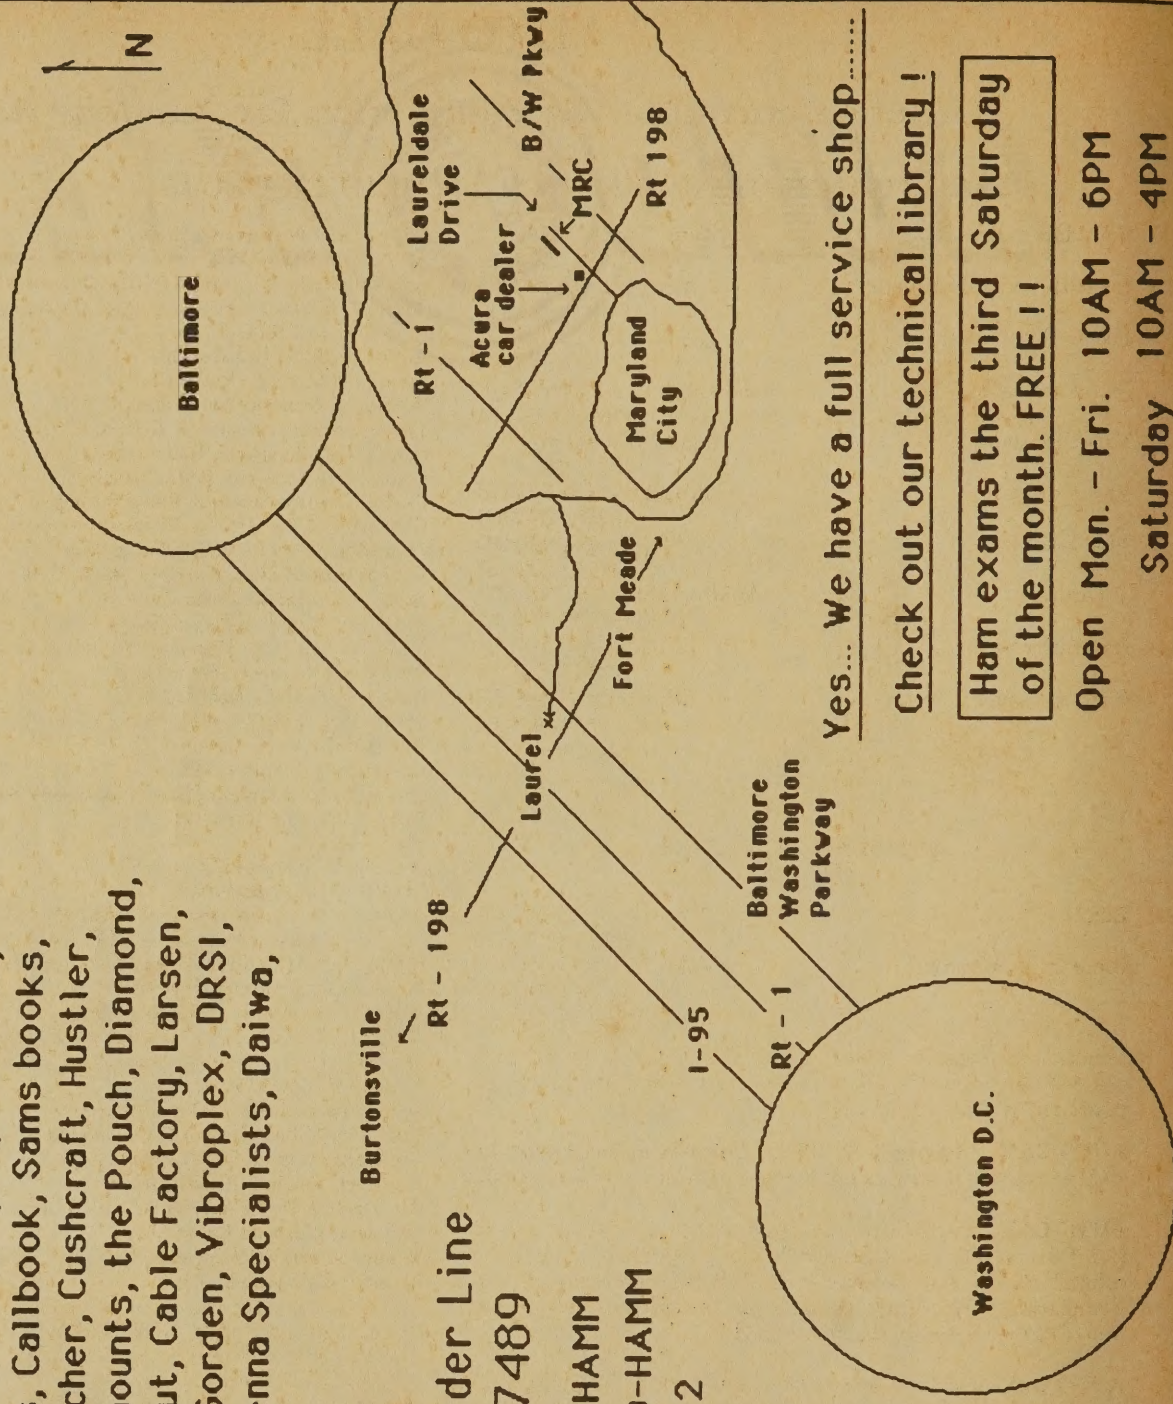 , Callbook, Sams books,
cher, Cushcraft, Hustler,
ounts, the Pouch, Diamond,
ut, Cable Factory, Larsen,
Gorden, Vibroplex, DRSI,
nna Specialists, Daiwa,
der Line
7489
HAMM
-HAMM
2
N
Baltimore
Burtonsville
Rt - 198
Laurel
Fort Meade
I-95
Rt - 1
Baltimore
Washington
Parkway
Washington D.C.
Rt - 1
Laureldale
Drive
Acura
car dealer
B/W Pkwy
MRC
Rt 198
Maryland
City
Yes... We have a full service shop........
Check out our technical library !
Ham exams the third Saturday
of the month. FREE ! !
Open Mon. - Fri. 10AM - 6PM
Saturday 10AM - 4PM